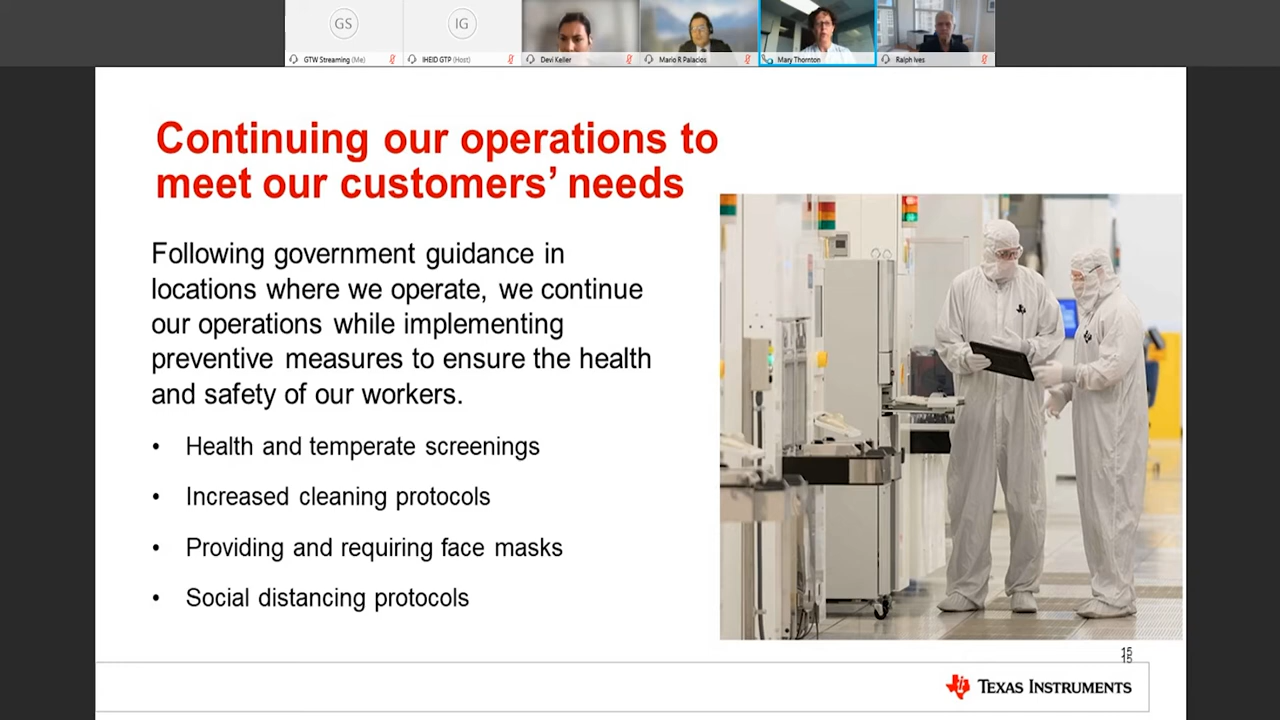 GS
IG
GTW Streaming (Me)
IHEID GTP (Host)
Devi Keller
Mario R Palacios
Mary Thornton
Ralph Ives
Continuing our operations to
meet our customers’ needs
Following government guidance in
locations where we operate, we continue
our operations while implementing
preventive measures to ensure the health
and safety of our workers.
• Health and temperate screenings
• Increased cleaning protocols
• Providing and requiring face masks
• Social distancing protocols
15
15
TEXAS INSTRUMENTS